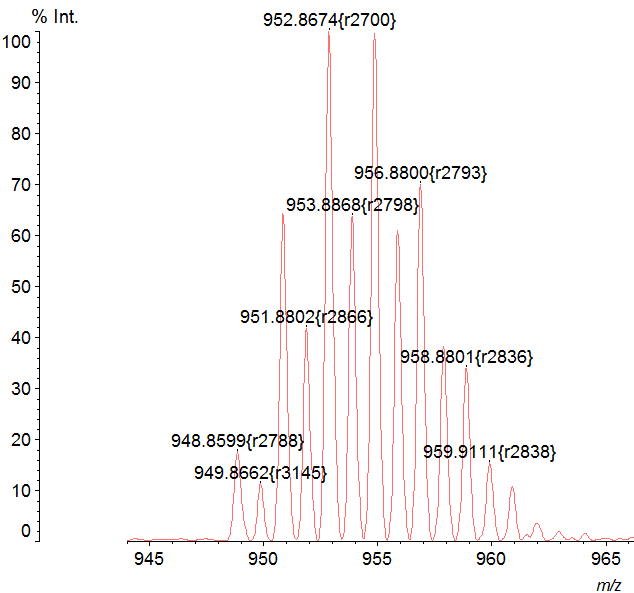 % Int.
952.8674{r2700}
100
90
80
956.8800{r2793}
70
953.8868{r2798}
60
50
951.8802{r2866}
40
958.8801{r2836}
30
948.8599{r2788}
20
959.9111{r2838}
949.8662{r3145}
10
0
945 950 955 960 965
m/z